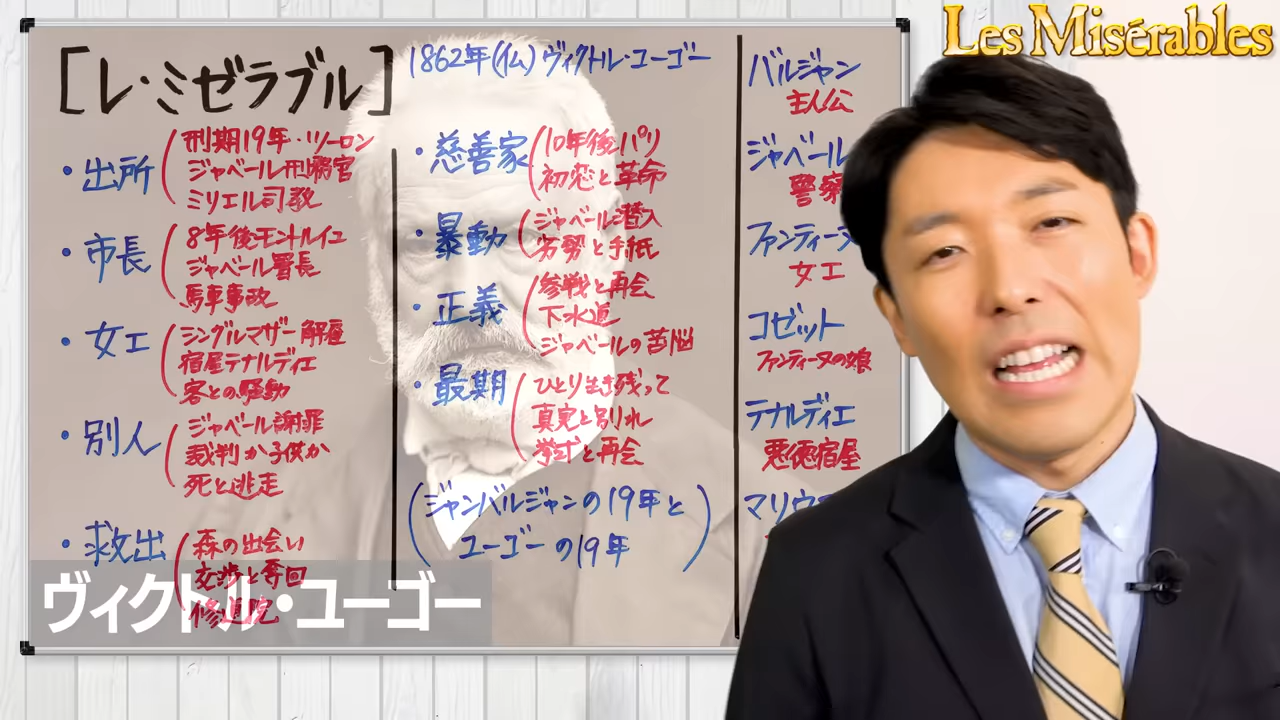 Les Misérables
[レ・ミゼラブル]
・出所
刑期19年・ツーロン
ジャベール刑務官
ミリエル司教
・市長
8年後モントルイユ
ジャベール署長
馬車事故
・女工
シングルマザー解雇
宿屋テナルディエ
客との騒動
・別人
ジャベール謝罪
裁判か子供か
死と逃走
・救出
森の出会い
交渉と奪回
修道院
1862年(仏)ヴィクトル・ユーゴー
・慈善家
10年後パリ
初恋と革命
・暴動
ジャベール潜入
労働と手紙
・正義
参戦と再会
下水道
ジャベールの苦悩
・最期
ひとり生き残って
真実と別れ
挙式と再会
(ジャンバルジャンの19年と
ユーゴーの19年)
バルジャン
主人公
ジャベール
警察
ファンティーヌ
女工
コゼット
ファンティーヌの娘
テナルディエ
悪徳宿屋
マリウ
ヴィクトル・ユーゴー